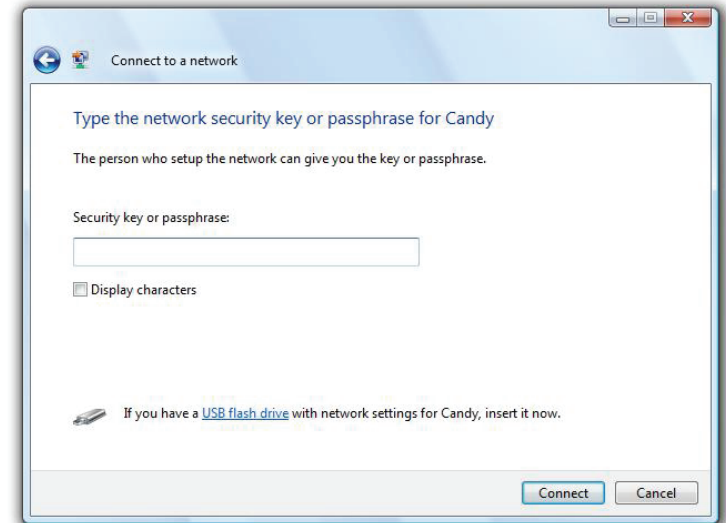 Connect to a network
Type the network security key or passphrase for Candy
The person who setup the network can give you the key or passphrase.
Security key or passphrase:
Display characters
If you have a USB flash drive with network settings for Candy, insert it now.
Connect Cancel